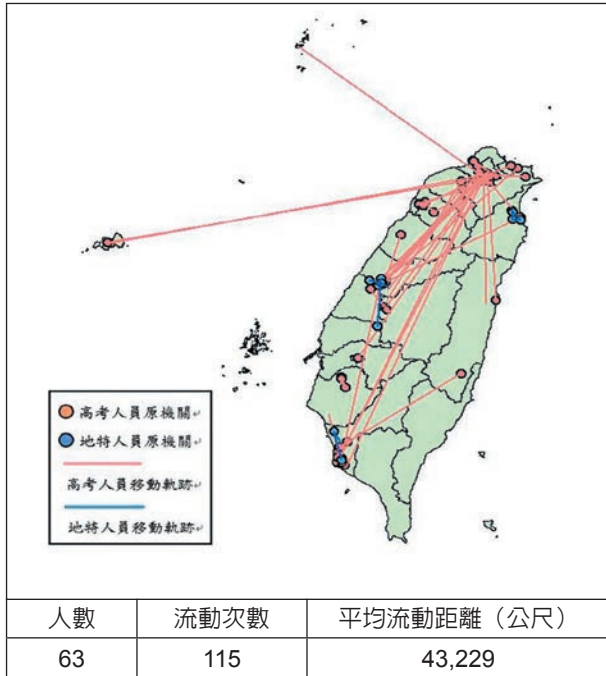 高考人員原機關
地特人員原機關
高考人員移動軌跡
地特人員移動軌跡
人數 流動次數 平均流動距離（公尺）
63 115 43,229